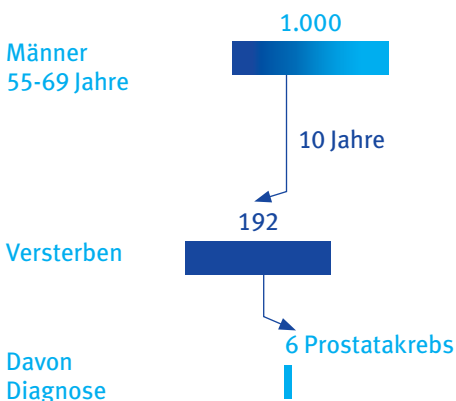 1.000
Männer
55-69 Jahre
10 Jahre
192
Versterben
6 Prostatakrebs
Davon
Diagnose